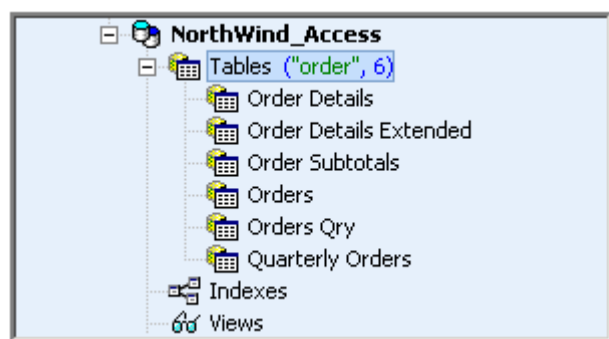 NorthWind_Access
Tables ("order", 6)
Order Details
Order Details Extended
Order Subtotals
Orders
Orders Qry
Quarterly Orders
Indexes
Views